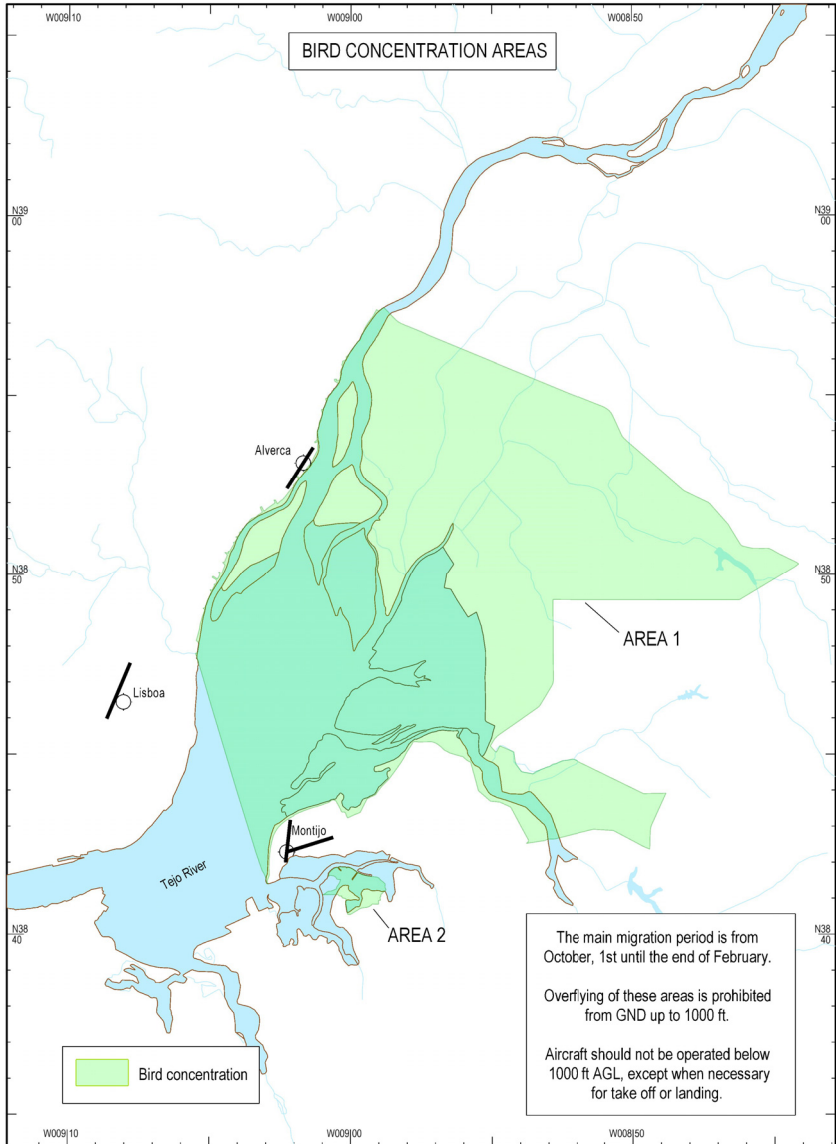 W009/10
W009/00
W008/50
BIRD CONCENTRATION AREAS
N39
00
N39
00
Alverca
N38
50
N38
50
AREA 1
Lisboa
Montijo
Tejo River
AREA 2
N38
40
N38
40
The main migration period is from
October, 1st until the end of February.
Overflying of these areas is prohibited
from GND up to 1000 ft.
Aircraft should not be operated below
1000 ft AGL, except when necessary
for take off or landing.
Bird concentration
W009/10
W009/00
W008/50